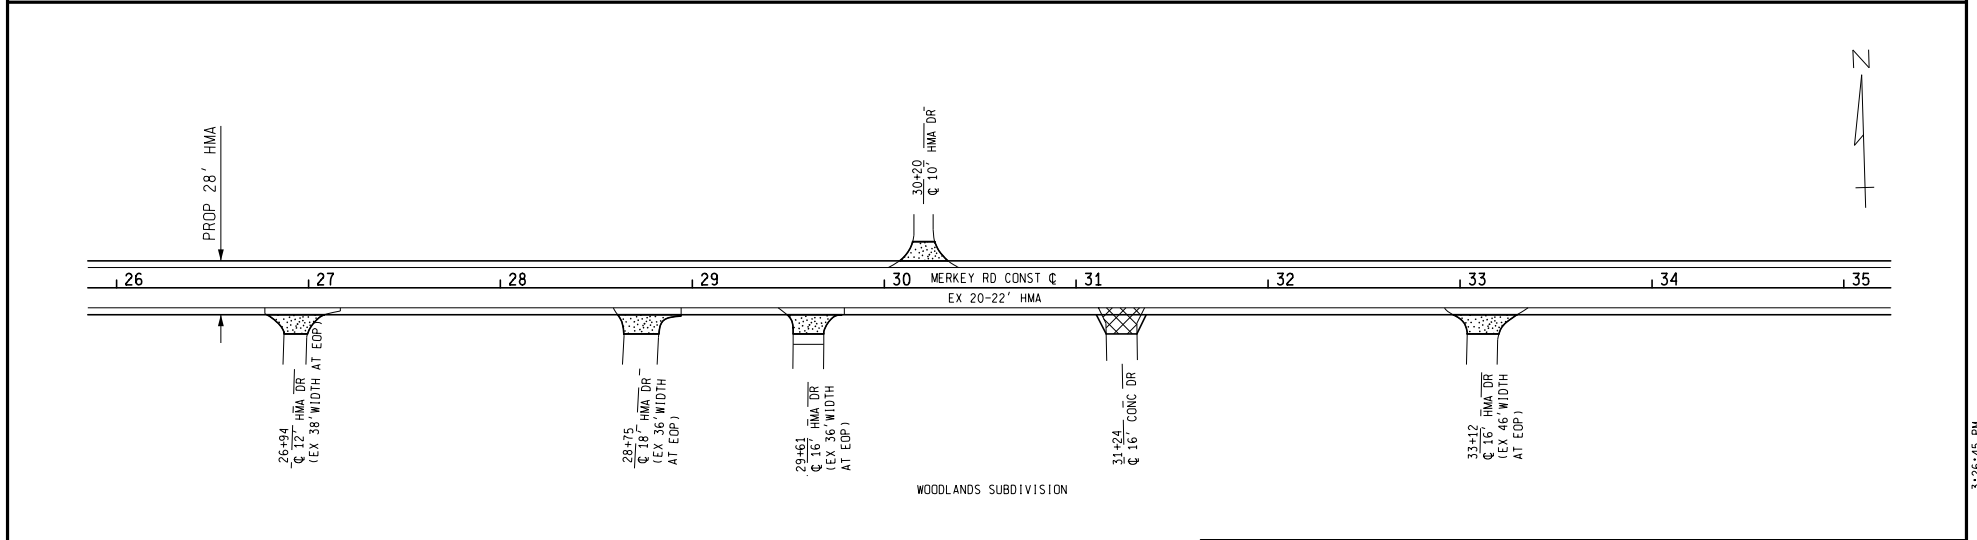 N
PROP 28' HMA
30+20
℄ 10' HMA DR
26 27 28 29 30 MERKEY RD CONST ℄ 31 32 33 34 35
EX 20-22' HMA
26+94
℄ 12' HMA DR
(EX 38' WIDTH AT EOP)
28+75
℄ 18' HMA DR
(EX 36' WIDTH
AT EOP)
29+61
℄ 16' HMA DR
(EX 36' WIDTH
AT EOP)
31+24
℄ 16' CONC DR
33+12
℄ 16' HMA DR
(EX 46' WIDTH
AT EOP)
WOODLANDS SUBDIVISION